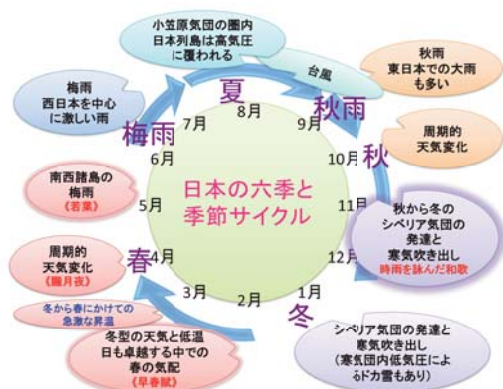 小笠原気団の圏内
日本列島は高気圧
に覆われる
台風
秋雨
東日本での大雨
も多い
梅雨
西日本を中心
に激しい雨
夏
秋雨
梅雨
秋
春
冬
8月
9月
10月
11月
12月
1月
2月
3月
4月
5月
6月
7月
周期的
天気変化
南西諸島の
梅雨
《若葉》
日本の六季と
季節サイクル
秋から冬の
シベリア気団の
発達と
寒気吹き出し
時雨を詠んだ和歌
周期的
天気変化
《朧月夜》
冬から春にかけての
急激な昇温
冬型の天気と低温
日も卓越する中での
春の気配
《早春賦》
シベリア気団の発達と
寒気吹き出し
(寒気団内低気圧によ
るドカ雪もあり)